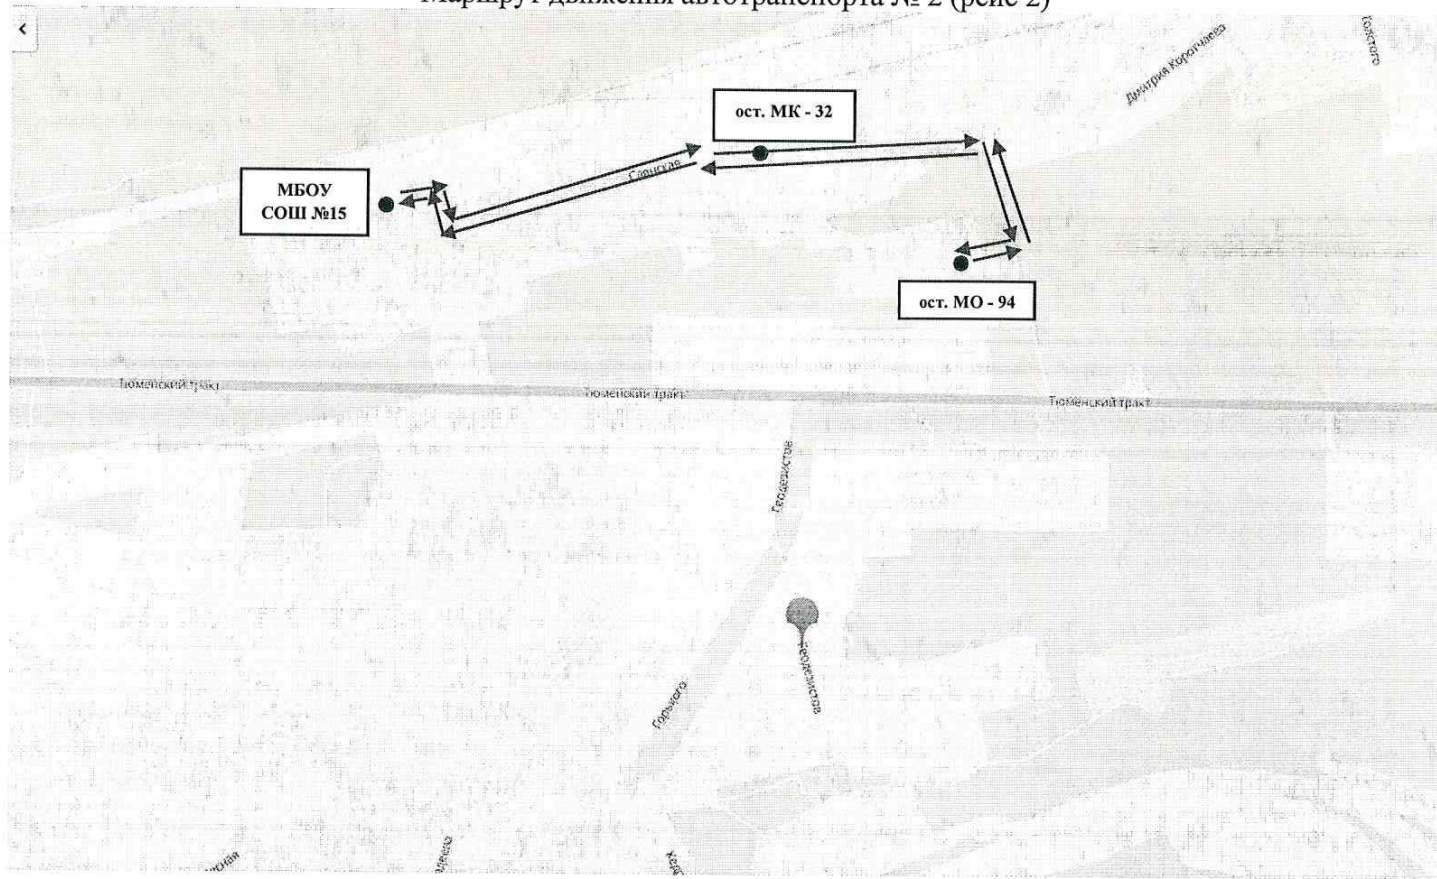 Маршрут движения автотранспорта № 2 (рейс 2)
<
Толстого
Дмитрия Коротчаева
ост. МК - 32
Саянская
МБОУ
СОШ №15
ост. МО - 94
Тюменский тракт
Тюменский тракт
Тюменский тракт
Геодезистов
Геодезистов
Горького